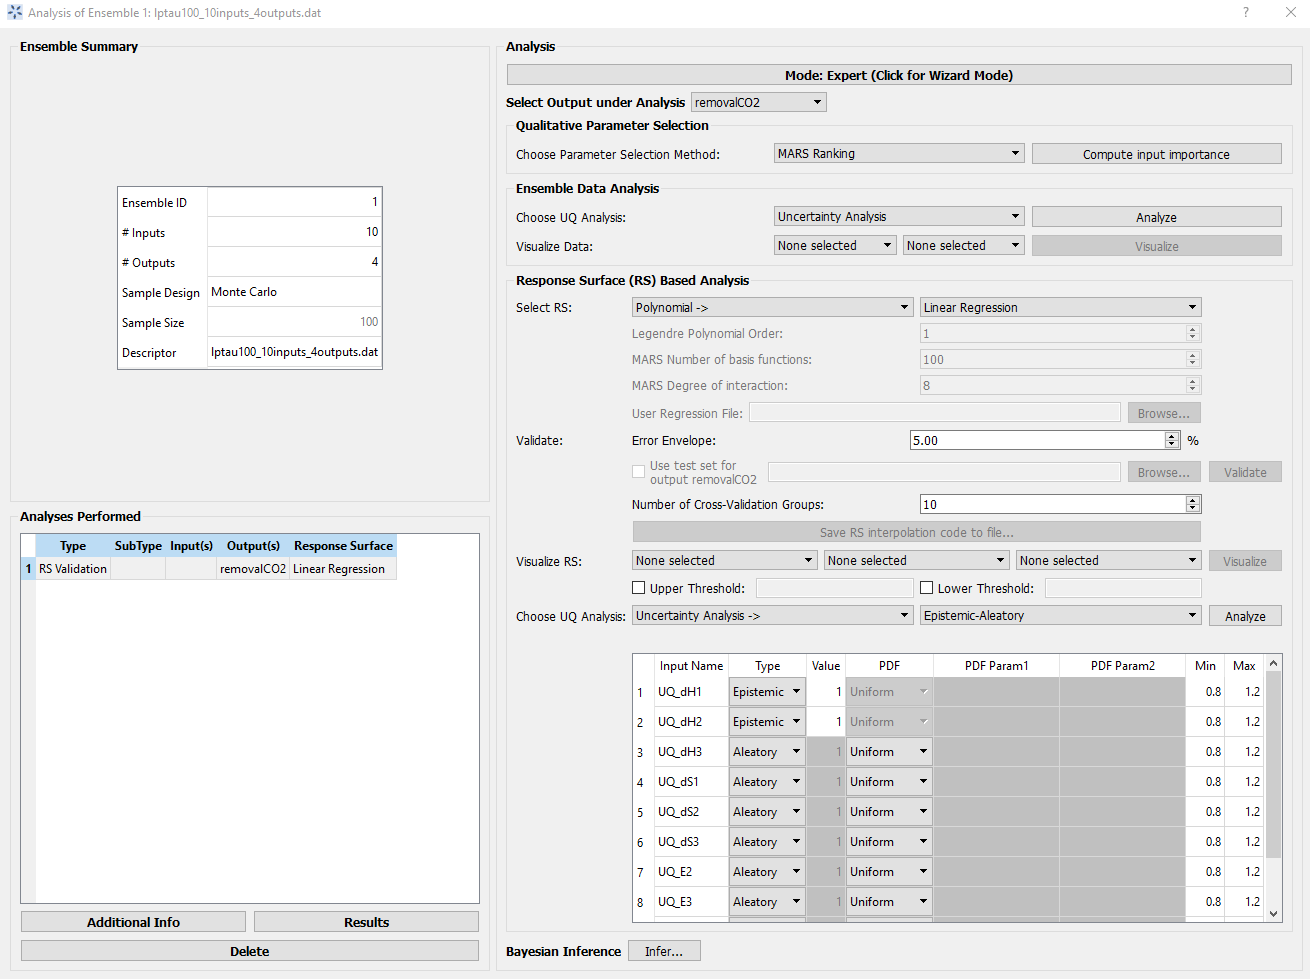 Analysis of Ensemble 1: lptau100_10inputs_4outputs.dat
?
Ensemble Summary
Ensemble ID 1
# Inputs 10
# Outputs 4
Sample Design Monte Carlo
Sample Size 100
Descriptor lptau100_10inputs_4outputs.dat
Analyses Performed
Type SubType Input(s) Output(s) Response Surface
1 RS Validation removalCO2 Linear Regression
Additional Info Results
Delete
Analysis
Mode: Expert (Click for Wizard Mode)
Select Output under Analysis removalCO2
Qualitative Parameter Selection
Choose Parameter Selection Method: MARS Ranking Compute input importance
Ensemble Data Analysis
Choose UQ Analysis: Uncertainty Analysis Analyze
Visualize Data: None selected None selected Visualize
Response Surface (RS) Based Analysis
Select RS: Polynomial -> Linear Regression
Legendre Polynomial Order: 1
MARS Number of basis functions: 100
MARS Degree of interaction: 8
User Regression File: Browse...
Validate: Error Envelope: 5.00 %
Use test set for
output removalCO2 Browse... Validate
Number of Cross-Validation Groups: 10
Save RS interpolation code to file...
Visualize RS: None selected None selected None selected Visualize
Upper Threshold: Lower Threshold:
Choose UQ Analysis: Uncertainty Analysis -> Epistemic-Aleatory Analyze
Input Name Type Value PDF PDF Param1 PDF Param2 Min Max
1 UQ_dH1 Epistemic 1 Uniform 0.8 1.2
2 UQ_dH2 Epistemic 1 Uniform 0.8 1.2
3 UQ_dH3 Aleatory 1 Uniform 0.8 1.2
4 UQ_dS1 Aleatory 1 Uniform 0.8 1.2
5 UQ_dS2 Aleatory 1 Uniform 0.8 1.2
6 UQ_dS3 Aleatory 1 Uniform 0.8 1.2
7 UQ_E2 Aleatory 1 Uniform 0.8 1.2
8 UQ_E3 Aleatory 1 Uniform 0.8 1.2
Bayesian Inference Infer...